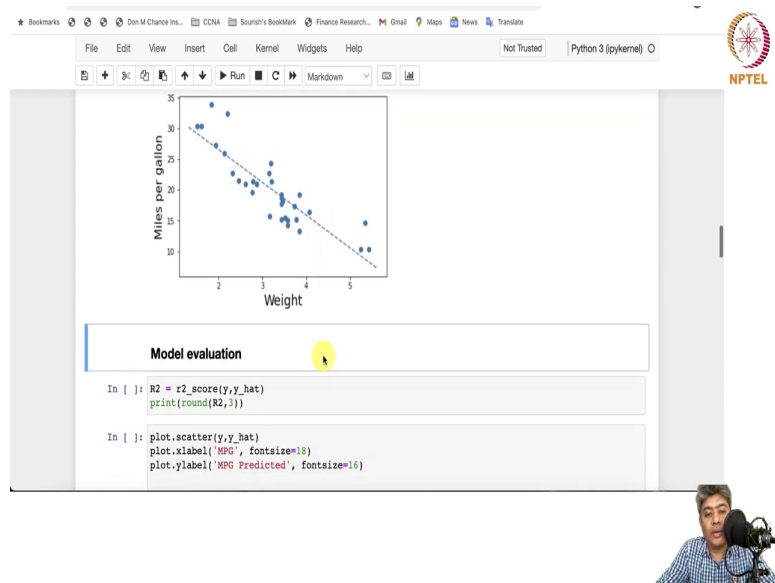 Bookmarks Don M Chance Ins... CCNA Sourish's BookMark Finance Research... Gmail Maps News Translate
File Edit View Insert Cell Kernel Widgets Help Not Trusted Python 3 (ipykernel)
Run Markdown
NPTEL
35
30
25
20
15
10
Miles per gallon
2 3 4 5
Weight
Model evaluation
In [ ]: R2 = r2_score(y,y_hat)
print(round(R2,3))
In [ ]: plot.scatter(y,y_hat)
plot.xlabel('MPG', fontsize=18)
plot.ylabel('MPG Predicted', fontsize=16)